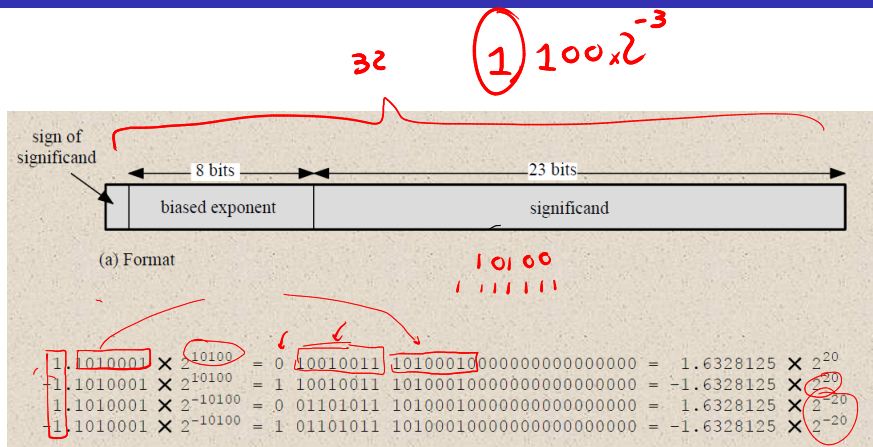 32
1.100x2^-3
sign of
significand
8 bits
23 bits
biased exponent
significand
(a) Format
10100
1111111
1.1010001 × 2^10100 = 0 10010011 10100010000000000000000 = 1.6328125 × 2^20
-1.1010001 × 2^10100 = 1 10010011 10100010000000000000000 = -1.6328125 × 2^20
1.1010001 × 2^-10100 = 0 01101011 10100010000000000000000 = 1.6328125 × 2^-20
-1.1010001 × 2^-10100 = 1 01101011 10100010000000000000000 = -1.6328125 × 2^-20